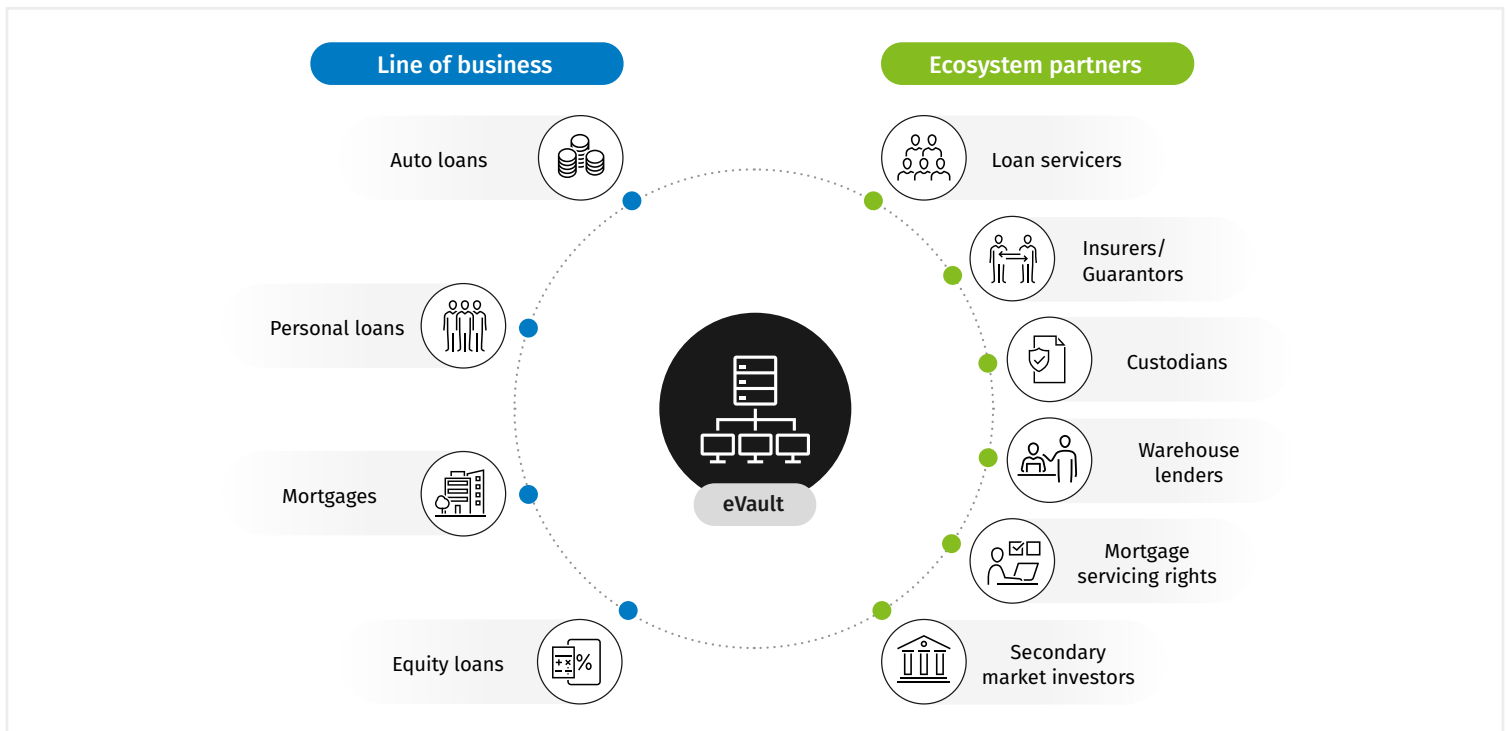 Line of business
Auto loans
Personal loans
Mortgages
Equity loans
eVault
Ecosystem partners
Loan servicers
Insurers/
Guarantors
Custodians
Warehouse
lenders
Mortgage
servicing rights
Secondary
market investors